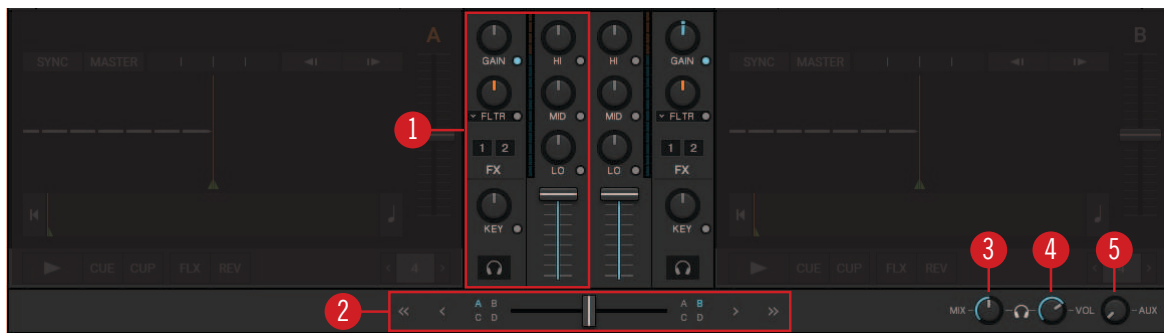 A
B
SYNC MASTER
GAIN HI HI GAIN
SYNC MASTER
1
FLTR MID MID FLTR
1 2
1 2
FX LO LO FX
KEY KEY
CUE CUP FLX REV
4
CUE CUP FLX REV
3 4 5
2
A B
C D
A B
C D
MIX VOL AUX